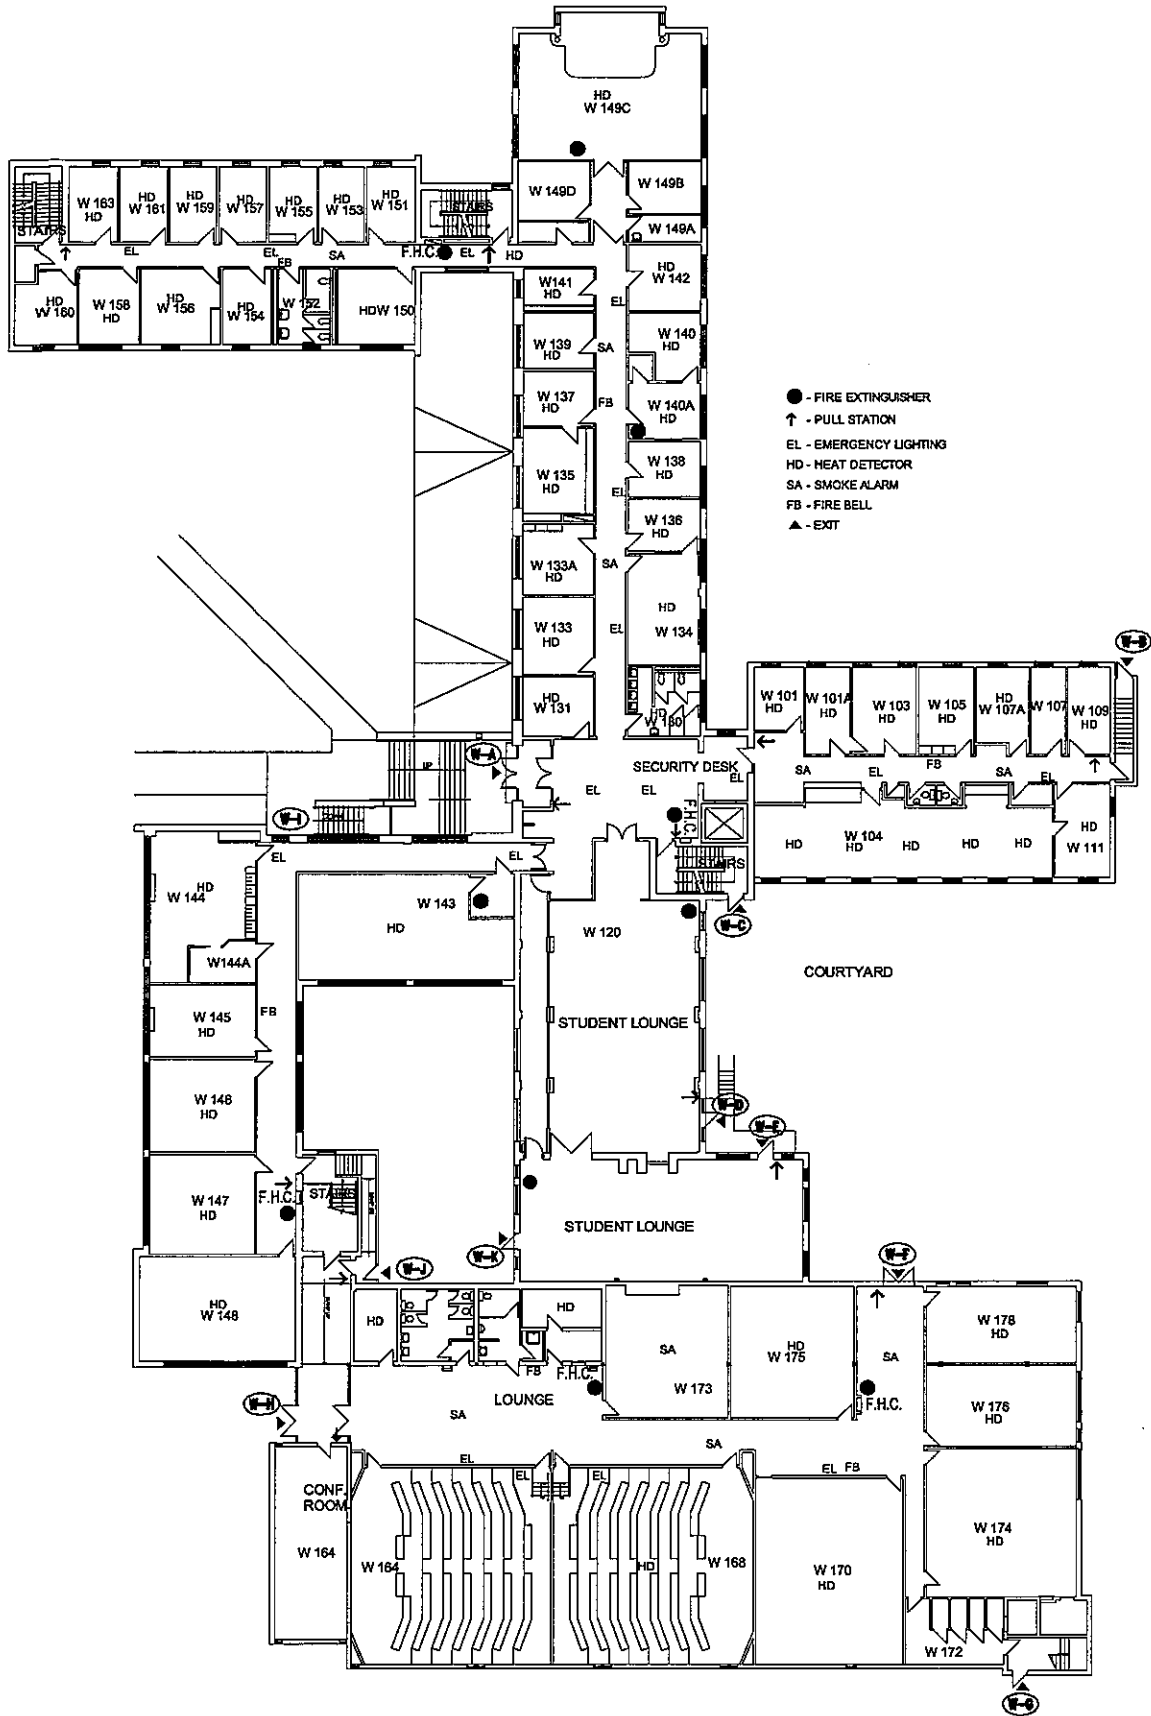 HD
W 149C
W 149D
W 149B
W 149A
W 163
HD
HD
W 161
HD
W 159
HD
W 157
HD
W 155
HD
W 153
HD
W 151
STAIRS
STAIRS
EL
EL
FB
SA
F.H.C.
EL
HD
HD
W 160
W 158
HD
HD
W 156
HD
W 154
W 152
HD W 150
W141
HD
EL
HD
W 142
W 139
HD
SA
W 140
HD
W 137
HD
FB
W 140A
HD
W 135
HD
EL
W 138
HD
W 136
HD
W 133A
HD
SA
HD
W 134
W 133
HD
EL
HD
W 131
HD
W 130
- FIRE EXTINGUISHER
- PULL STATION
EL - EMERGENCY LIGHTING
HD - HEAT DETECTOR
SA - SMOKE ALARM
FB - FIRE BELL
- EXIT
W-B
W 101
HD
W 101A
HD
W 103
HD
W 105
HD
HD
W 107A
W 107
W 109
HD
W-A
SECURITY DESK
EL
SA
EL
FB
SA
EL
UP
EL
EL
F.H.C.
W-I
HD
W 104
HD
HD
HD
HD
HD
W 111
EL
EL
STAIRS
W-C
HD
W 144
W 143
HD
W 120
W144A
COURTYARD
W 145
HD
FB
STUDENT LOUNGE
W 146
HD
W-D
W-E
W 147
HD
F.H.C.
STAIRS
STUDENT LOUNGE
W-K
W-J
W-F
HD
W 148
HD
HD
SA
W 173
HD
W 175
SA
W 178
HD
FB
F.H.C.
LOUNGE
F.H.C.
W 176
HD
W-H
SA
SA
EL
EL
EL
EL
FB
CONF.
ROOM
W 164
W 164
HD
W 168
W 170
HD
W 174
HD
W 172
W-G